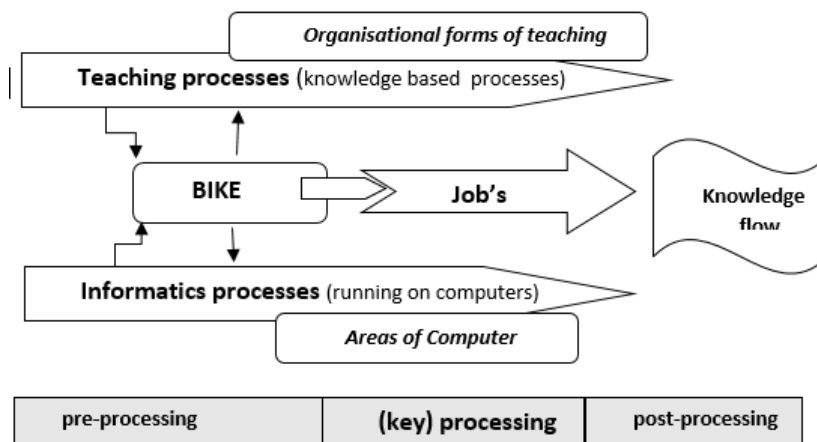 Organisational forms of teaching
Teaching processes (knowledge based processes)
BIKE
Job's
Knowledge
flow
Informatics processes (running on computers)
Areas of Computer
pre-processing
(key) processing
post-processing